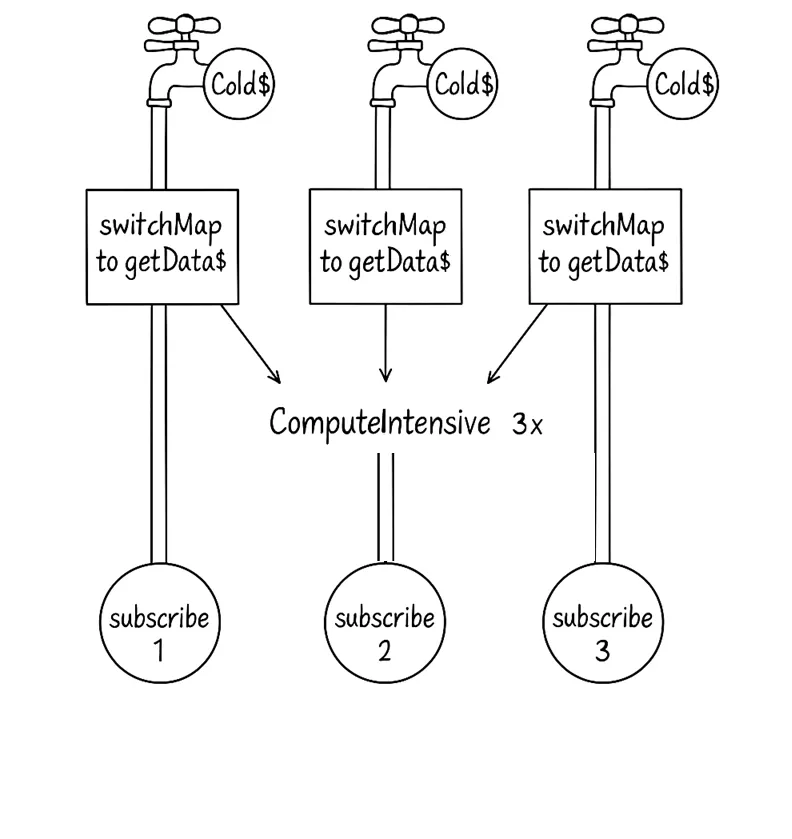 Cold$
Cold$
Cold$
switchMap
to getData$
switchMap
to getData$
switchMap
to getData$
ComputeIntensive 3x
subscribe
1
subscribe
2
subscribe
3